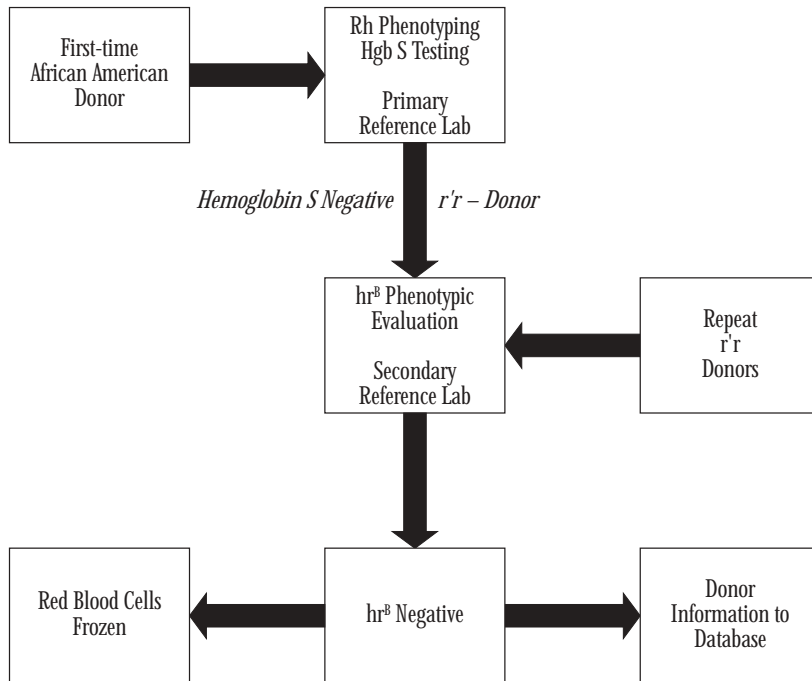 First-time
African American
Donor
Rh Phenotyping
Hgb S Testing
Primary
Reference Lab
Hemoglobin S Negative
r'r – Donor
hrᴮ Phenotypic
Evaluation
Secondary
Reference Lab
Repeat
r'r
Donors
Red Blood Cells
Frozen
hrᴮ Negative
Donor
Information to
Database